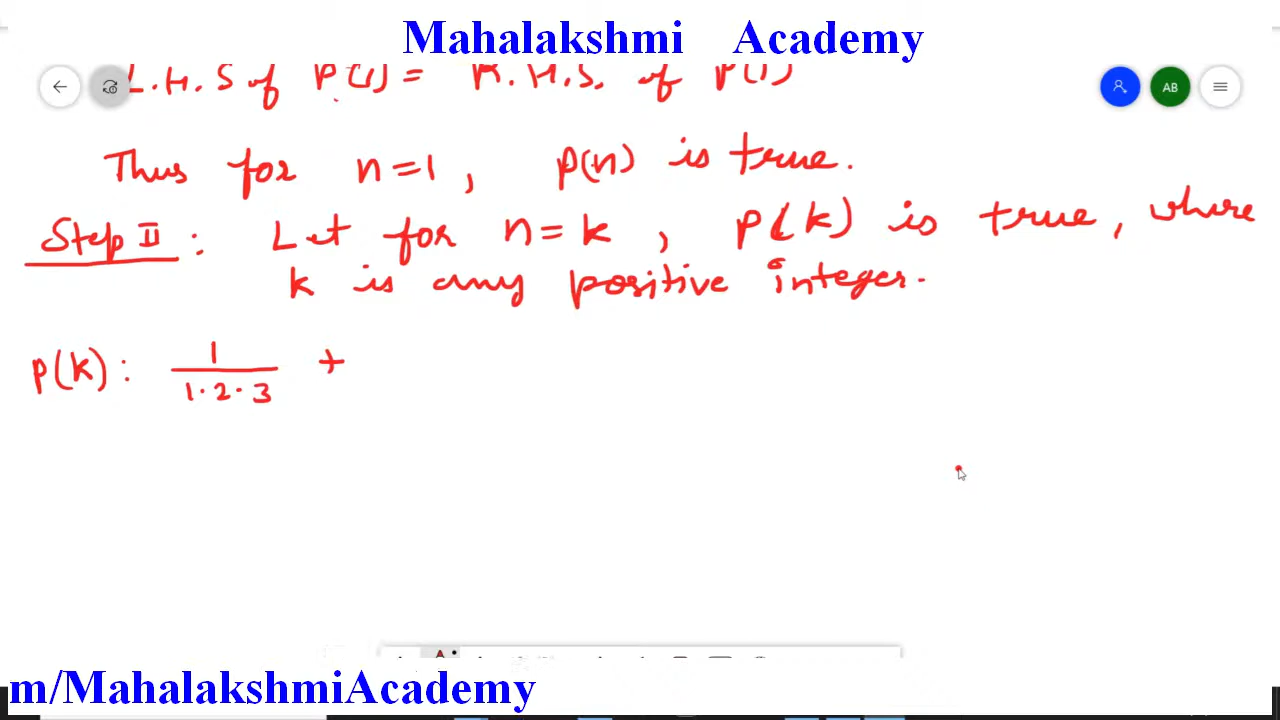 Mahalakshmi Academy
L.H.S of P(1) = R.H.S. of P(1)
AB
Thus for n=1, P(n) is true.
Step II : Let for n=k, P(k) is true, where
k is any positive integer.
P(k): 1/(1·2·3) +
m/MahalakshmiAcademy